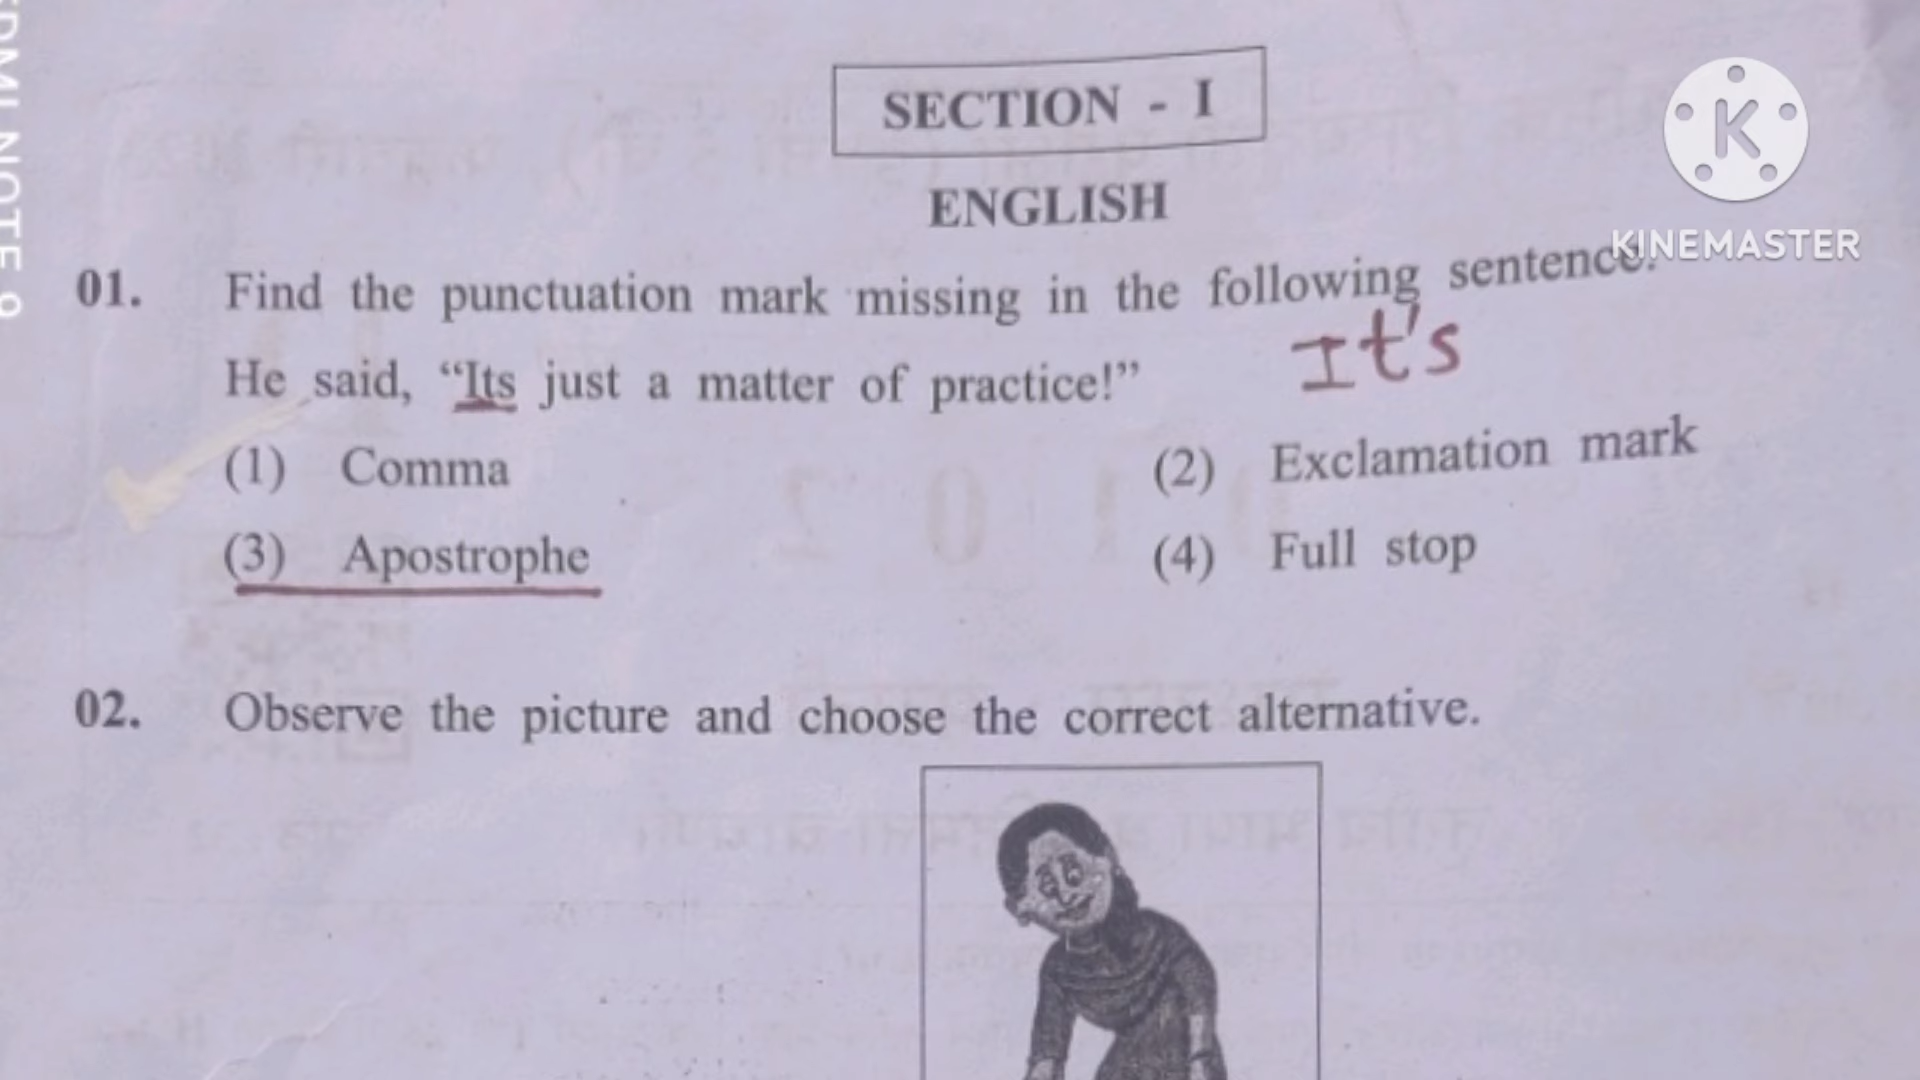 SECTION - I
ENGLISH
KINEMASTER
01. Find the punctuation mark missing in the following sentence.
It's
He said, “Its just a matter of practice!”
(1) Comma (2) Exclamation mark
(3) Apostrophe (4) Full stop
02. Observe the picture and choose the correct alternative.
NOTE 9